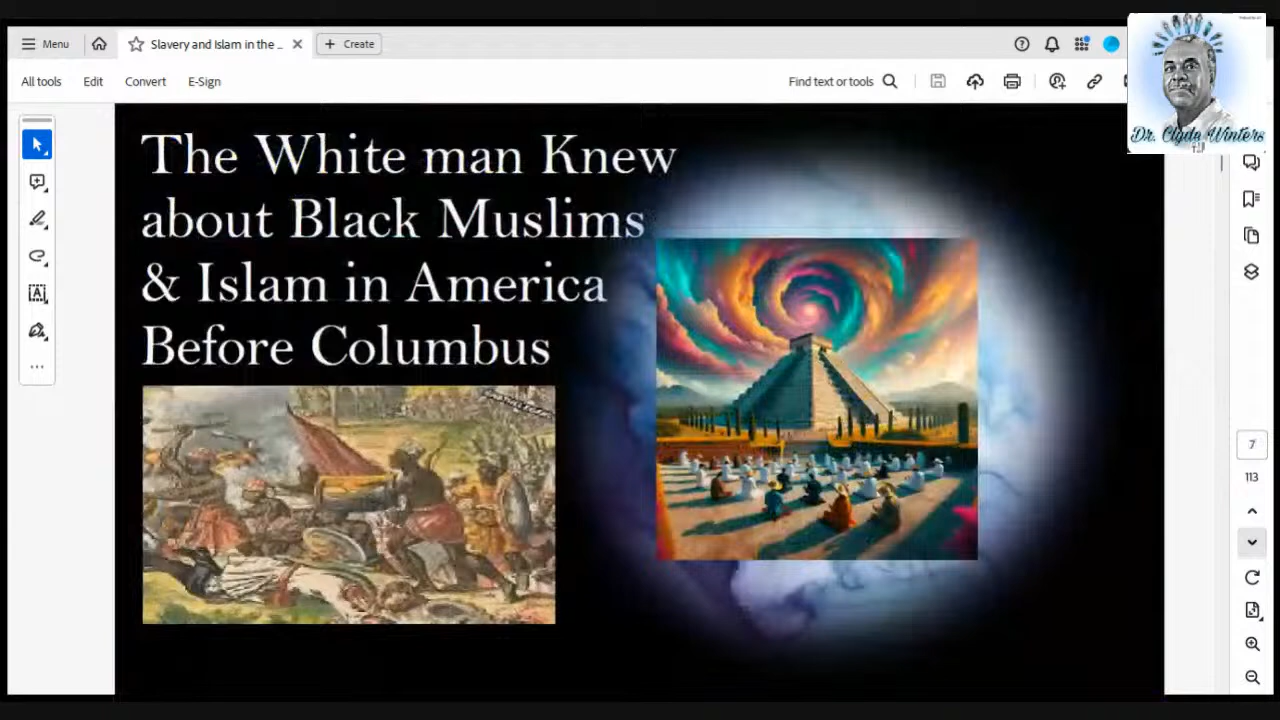 Menu
Slavery and Islam in the ...
Create
All tools
Edit
Convert
E-Sign
Find text or tools
Dr. Clyde Winters
The White man Knew
about Black Muslims
& Islam in America
Before Columbus
7
113